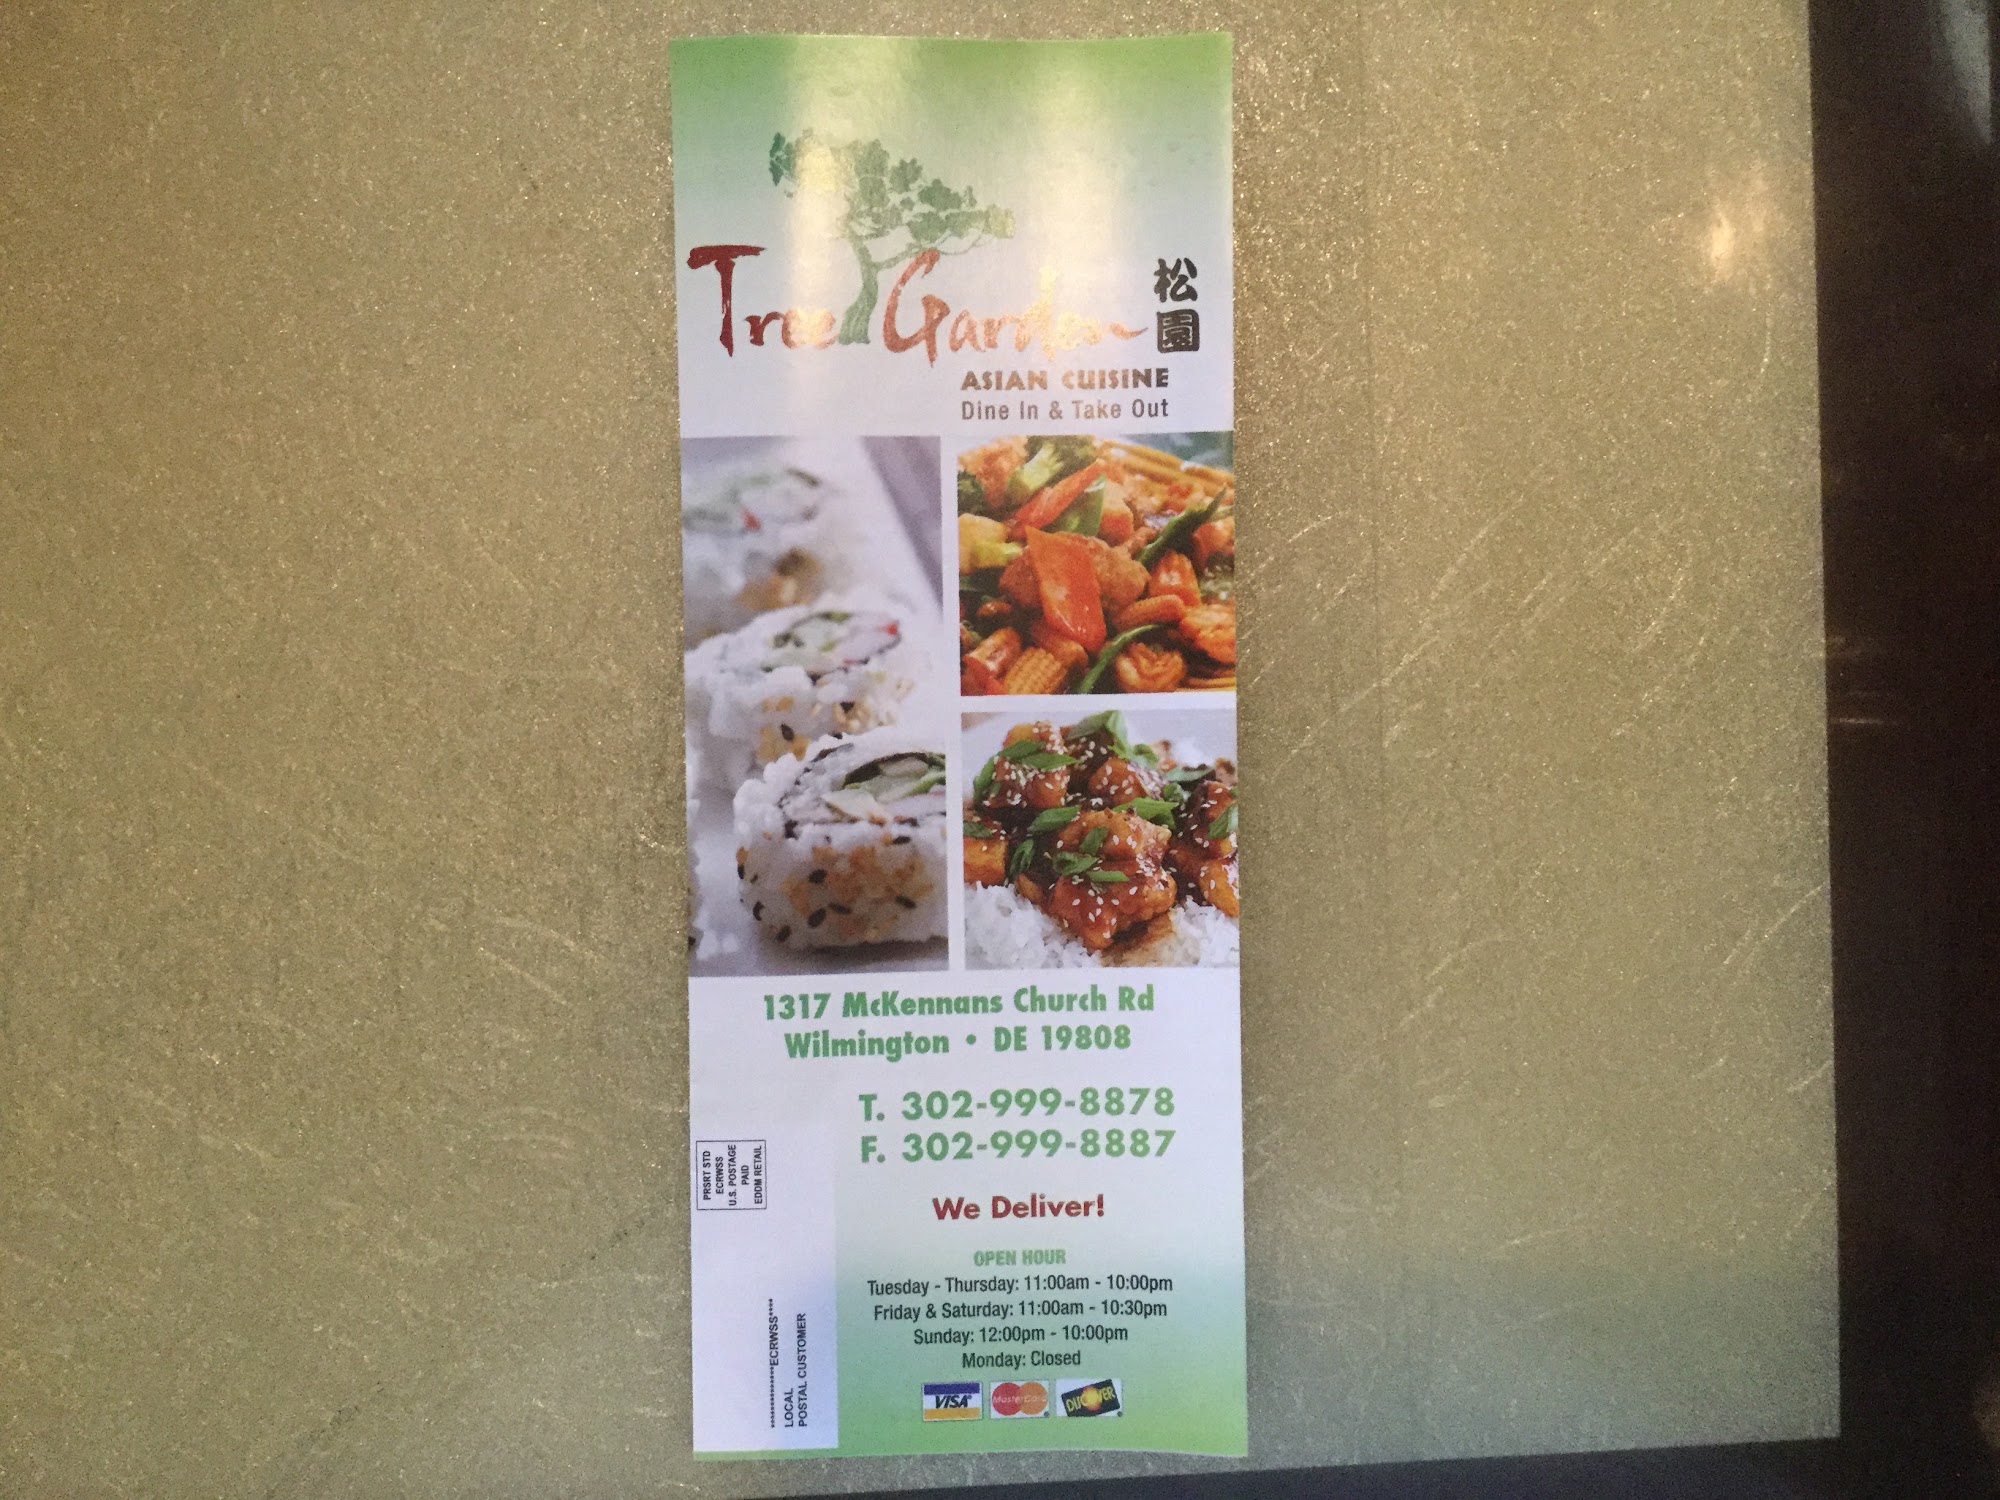 Tree Garden
松園
ASIAN CUISINE
Dine In & Take Out
1317 McKennans Church Rd
Wilmington • DE 19808
T. 302-999-8878
F. 302-999-8887
We Deliver!
OPEN HOUR
Tuesday - Thursday: 11:00am - 10:00pm
Friday & Saturday: 11:00am - 10:30pm
Sunday: 12:00pm - 10:00pm
Monday: Closed
VISA
MasterCard
DISCOVER
PRSRT STD
ECRWSS
U.S. POSTAGE
PAID
EDDM RETAIL
****************ECRWSS****
LOCAL
POSTAL CUSTOMER